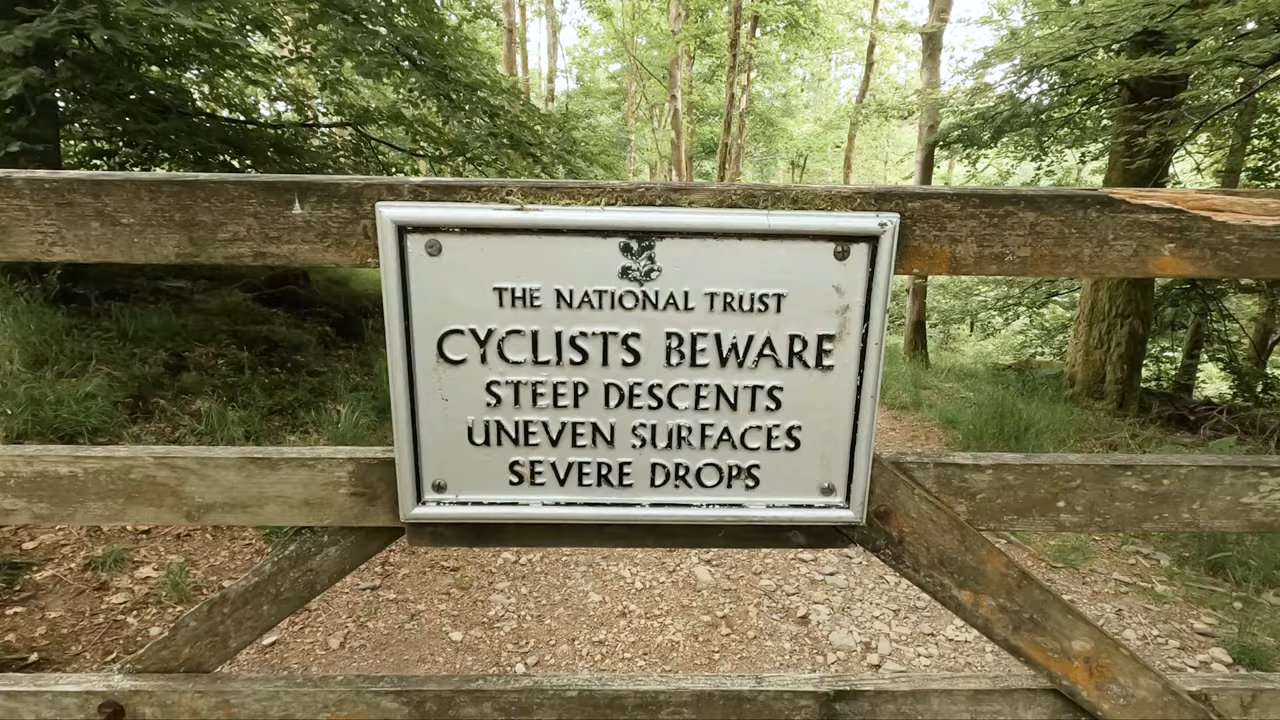 THE NATIONAL TRUST
CYCLISTS BEWARE
STEEP DESCENTS
UNEVEN SURFACES
SEVERE DROPS